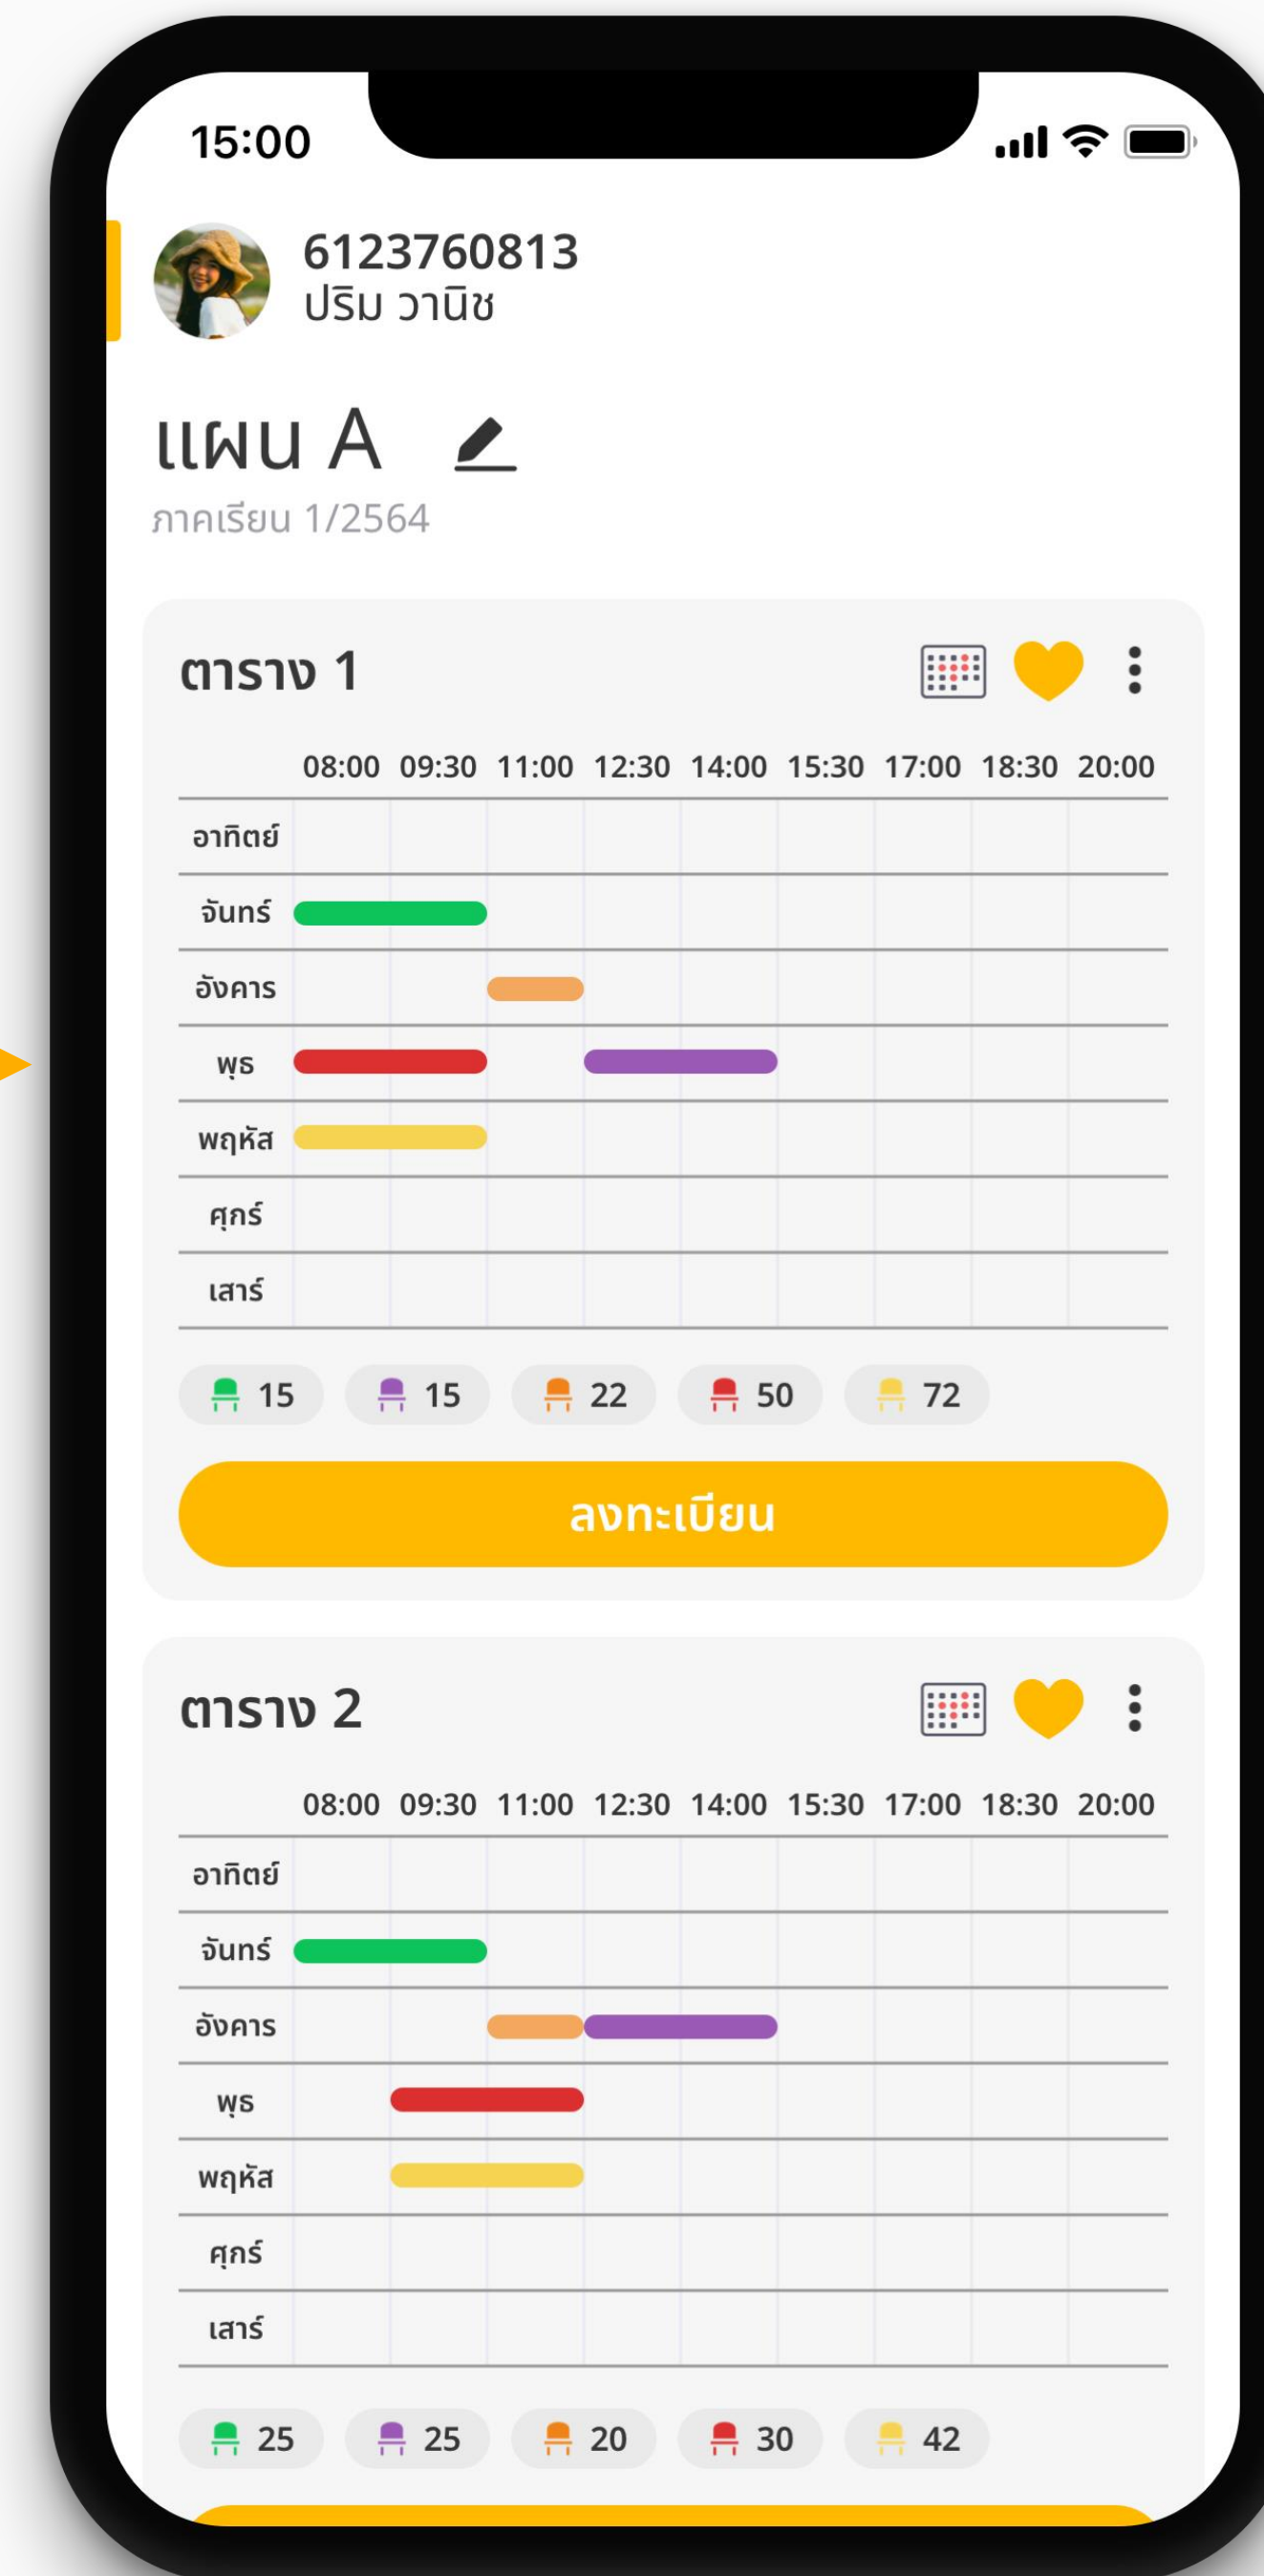 15:00
6123760813
ปริม วานิช
แผน A
ภาคเรียน 1/2564
ตาราง 1
08:00 09:30 11:00 12:30 14:00 15:30 17:00 18:30 20:00
อาทิตย์
จันทร์
อังคาร
พุธ
พฤหัส
ศุกร์
เสาร์
15 15 22 50 72
ลงทะเบียน
ตาราง 2
08:00 09:30 11:00 12:30 14:00 15:30 17:00 18:30 20:00
อาทิตย์
จันทร์
อังคาร
พุธ
พฤหัส
ศุกร์
เสาร์
25 25 20 30 42